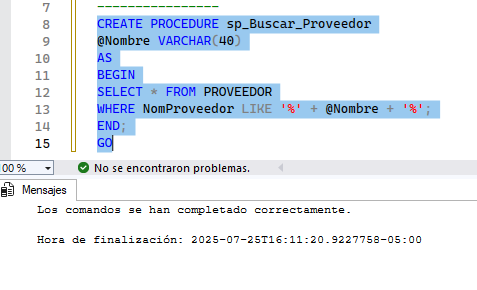 7 ----------------
8 CREATE PROCEDURE sp_Buscar_Proveedor
9 @Nombre VARCHAR(40)
10 AS
11 BEGIN
12 SELECT * FROM PROVEEDOR
13 WHERE NomProveedor LIKE '%' + @Nombre + '%';
14 END;
15 GO
00 % No se encontraron problemas.
Mensajes
Los comandos se han completado correctamente.
Hora de finalización: 2025-07-25T16:11:20.9227758-05:00